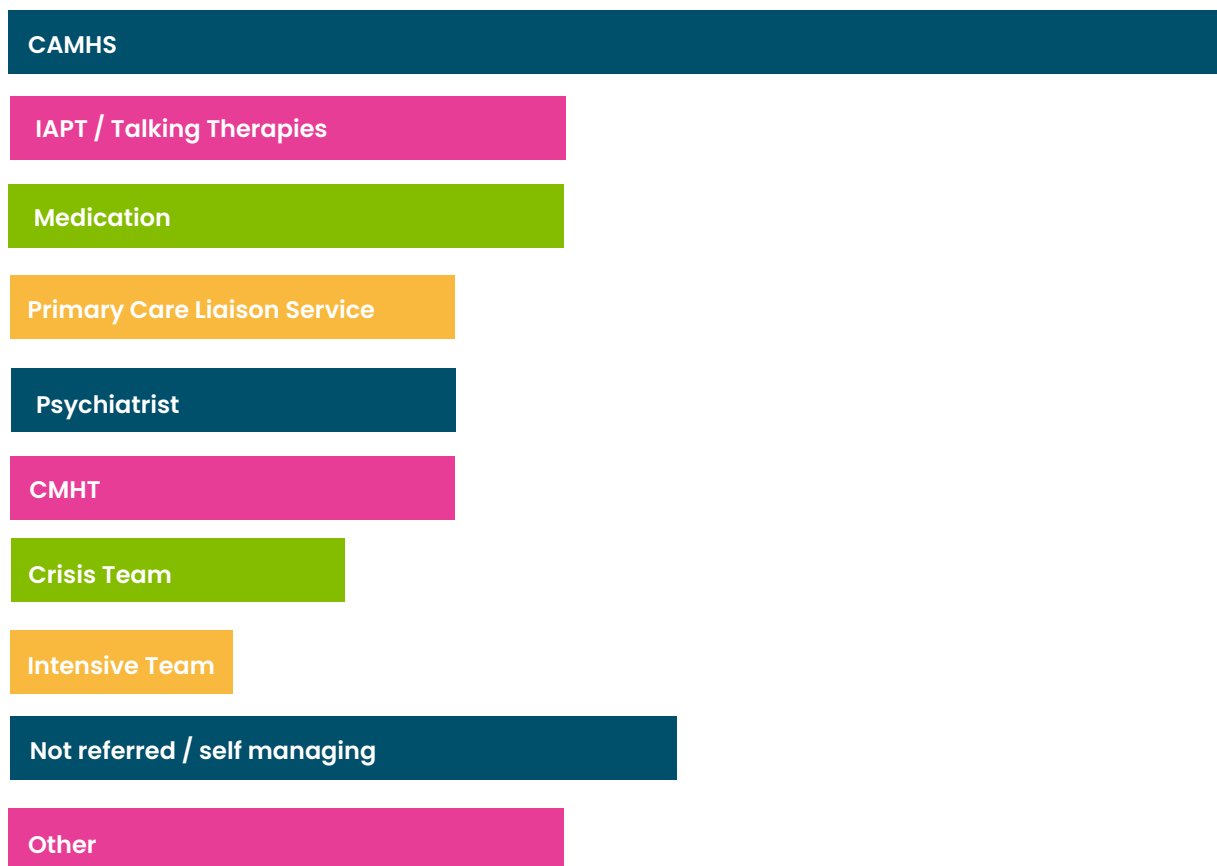 CAMHS
IAPT / Talking Therapies
Medication
Primary Care Liaison Service
Psychiatrist
CMHT
Crisis Team
Intensive Team
Not referred / self managing
Other